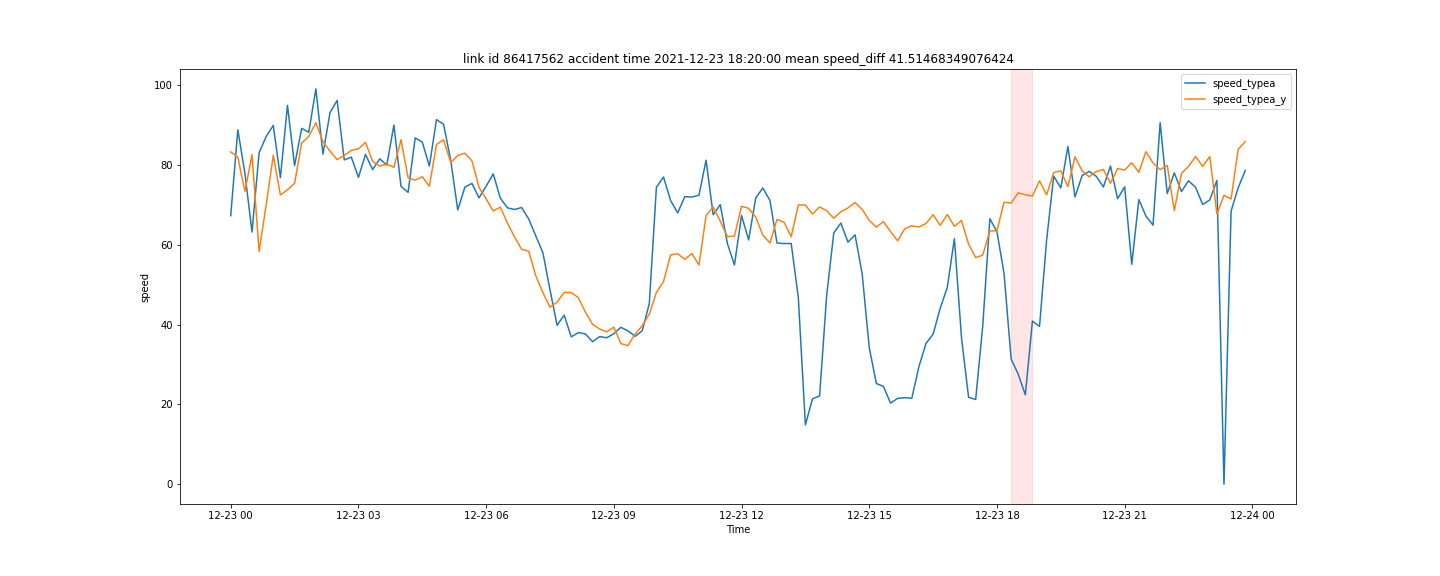 link id 86417562 accident time 2021-12-23 18:20:00 mean speed_diff 41.51468349076424
speed_typea
speed_typea_y
100
80
60
40
20
0
speed
12-23 00 12-23 03 12-23 06 12-23 09 12-23 12 12-23 15 12-23 18 12-23 21 12-24 00
Time